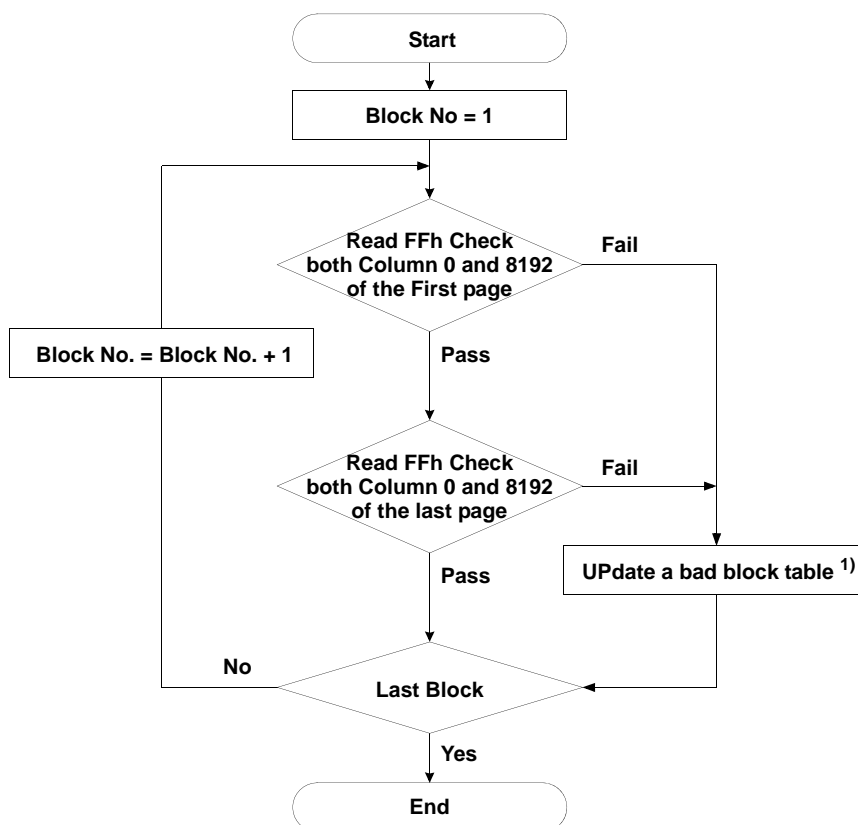 Start
Block No = 1
Read FFh Check
both Column 0 and 8192
of the First page
Fail
Block No. = Block No. + 1
Pass
Read FFh Check
both Column 0 and 8192
of the last page
Fail
Pass
UPdate a bad block table 1)
No
Last Block
Yes
End